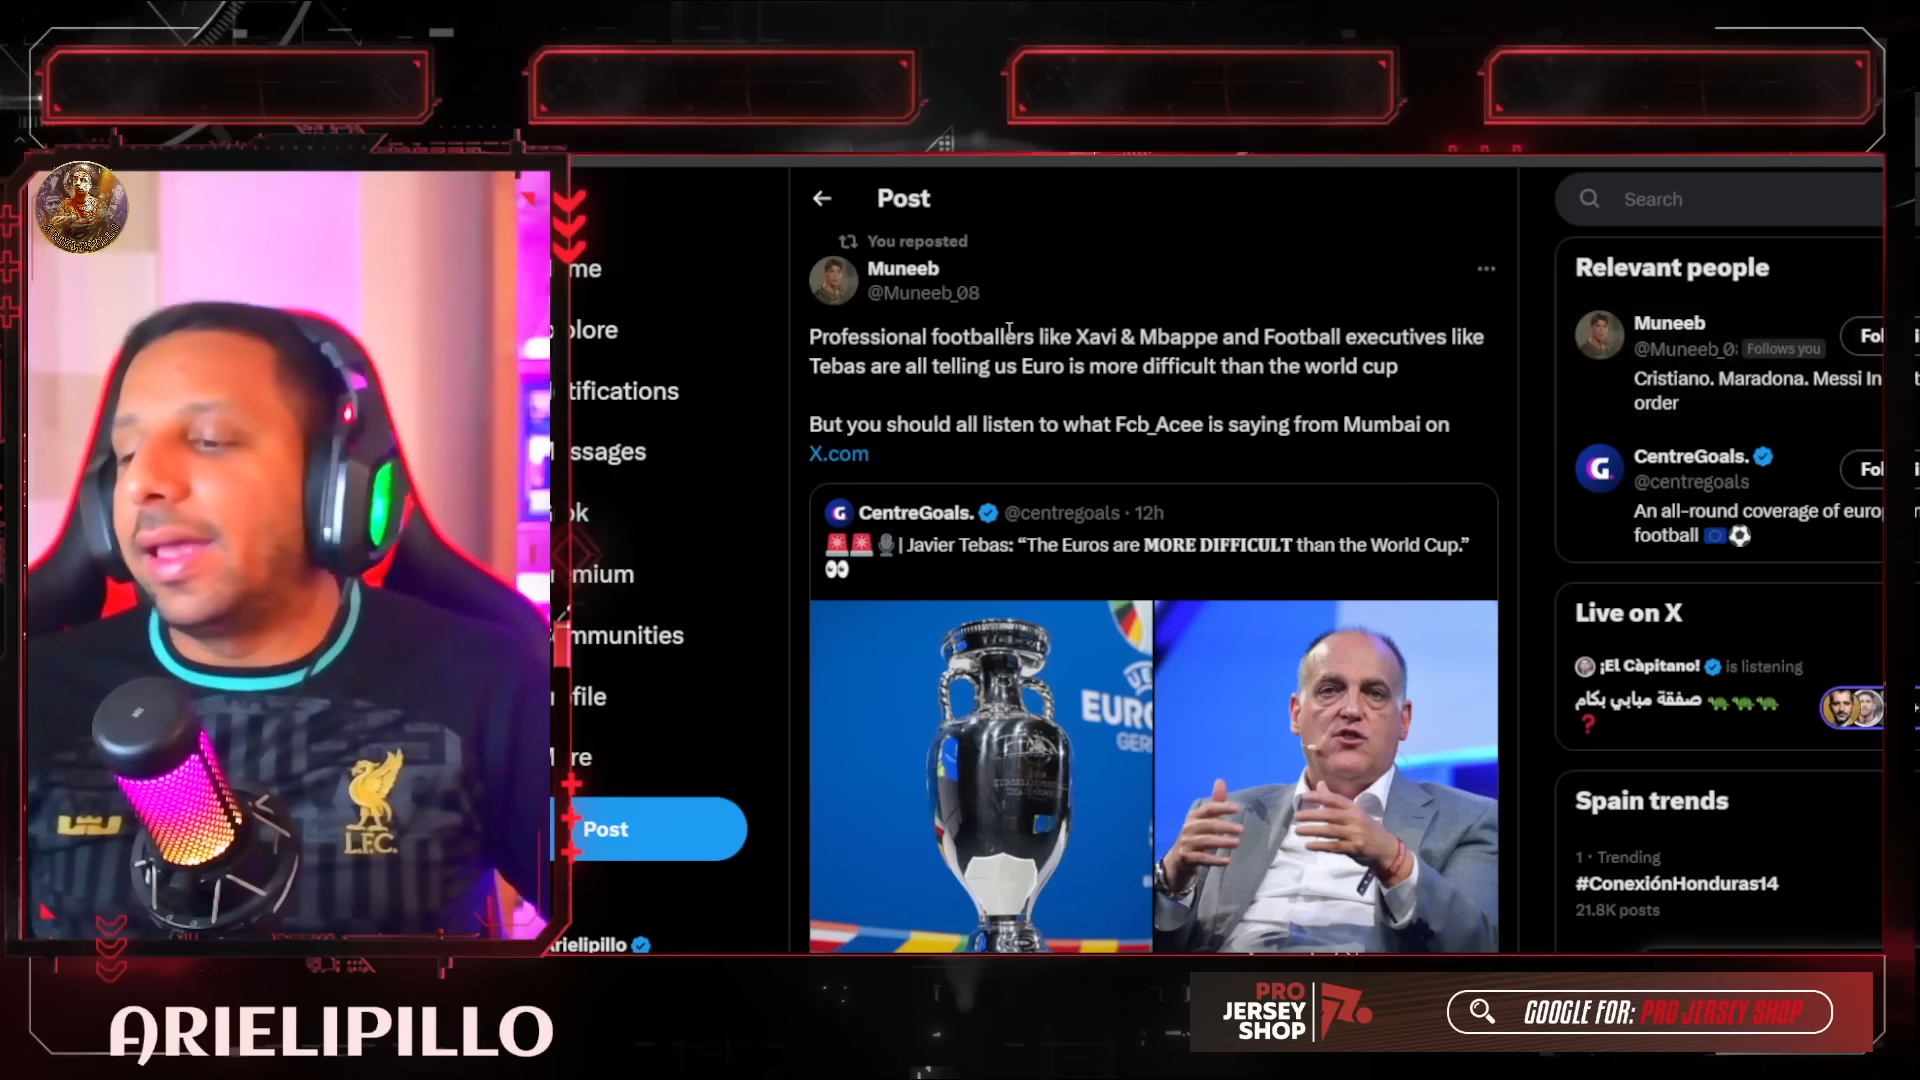 Post
Search
You reposted
Muneeb
@Muneeb_08
Professional footballers like Xavi & Mbappe and Football executives like
Tebas are all telling us Euro is more difficult than the world cup
But you should all listen to what Fcb_Acee is saying from Mumbai on
X.com
CentreGoals. @centregoals · 12h
🚨🚨🎙️| Javier Tebas: “The Euros are MORE DIFFICULT than the World Cup.”
👀
EURO
GER
me
plore
tifications
ssages
ok
mium
mmunities
file
re
Post
Arielipillo
Relevant people
Muneeb
@Muneeb_0 Follows you
Fol
Cristiano. Maradona. Messi In
order
CentreGoals.
@centregoals
Fol
An all-round coverage of euro
football 🇪🇺⚽
Live on X
¡El Càpitano! is listening
صفقة مبابي بكام 🐢🐢🐢
❓
Spain trends
1 · Trending
#ConexiónHonduras14
21.8K posts
L.F.C.
ARIELIPILLO
PRO
JERSEY
SHOP
GOOGLE FOR: PRO JERSEY SHOP